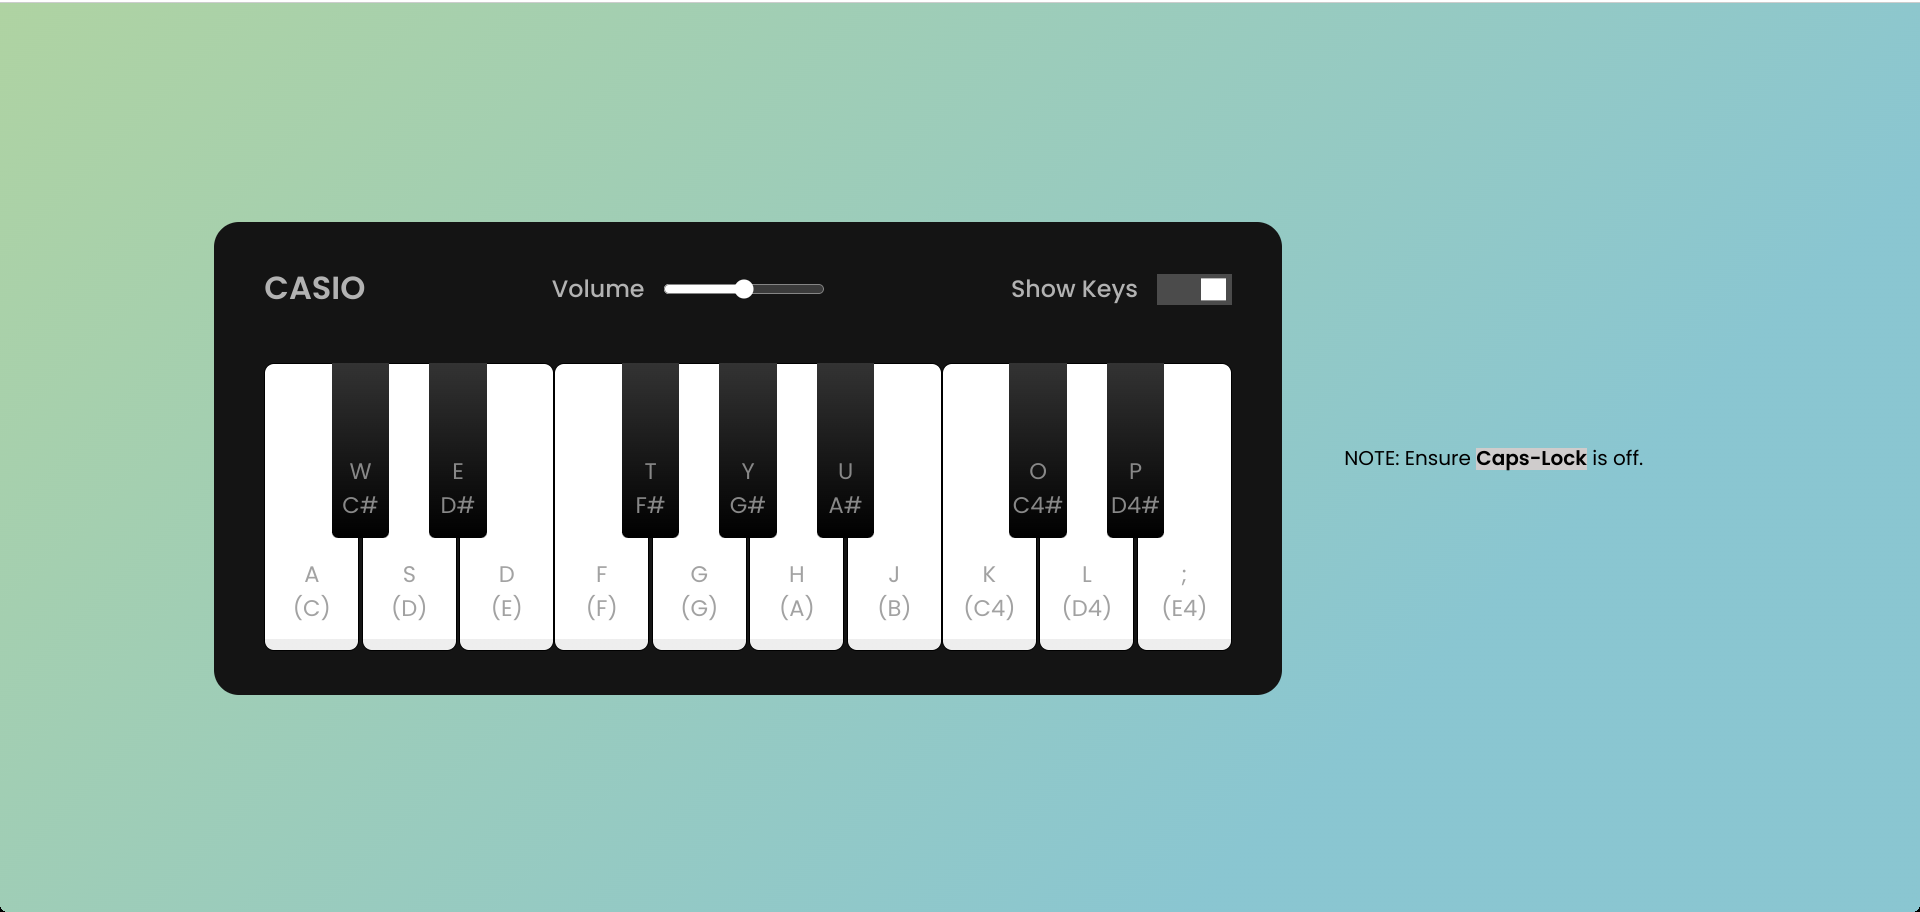 CASIO
Volume
Show Keys
W
C#
E
D#
T
F#
Y
G#
U
A#
O
C4#
P
D4#
A
(C)
S
(D)
D
(E)
F
(F)
G
(G)
H
(A)
J
(B)
K
(C4)
L
(D4)
;
(E4)
NOTE: Ensure Caps-Lock is off.